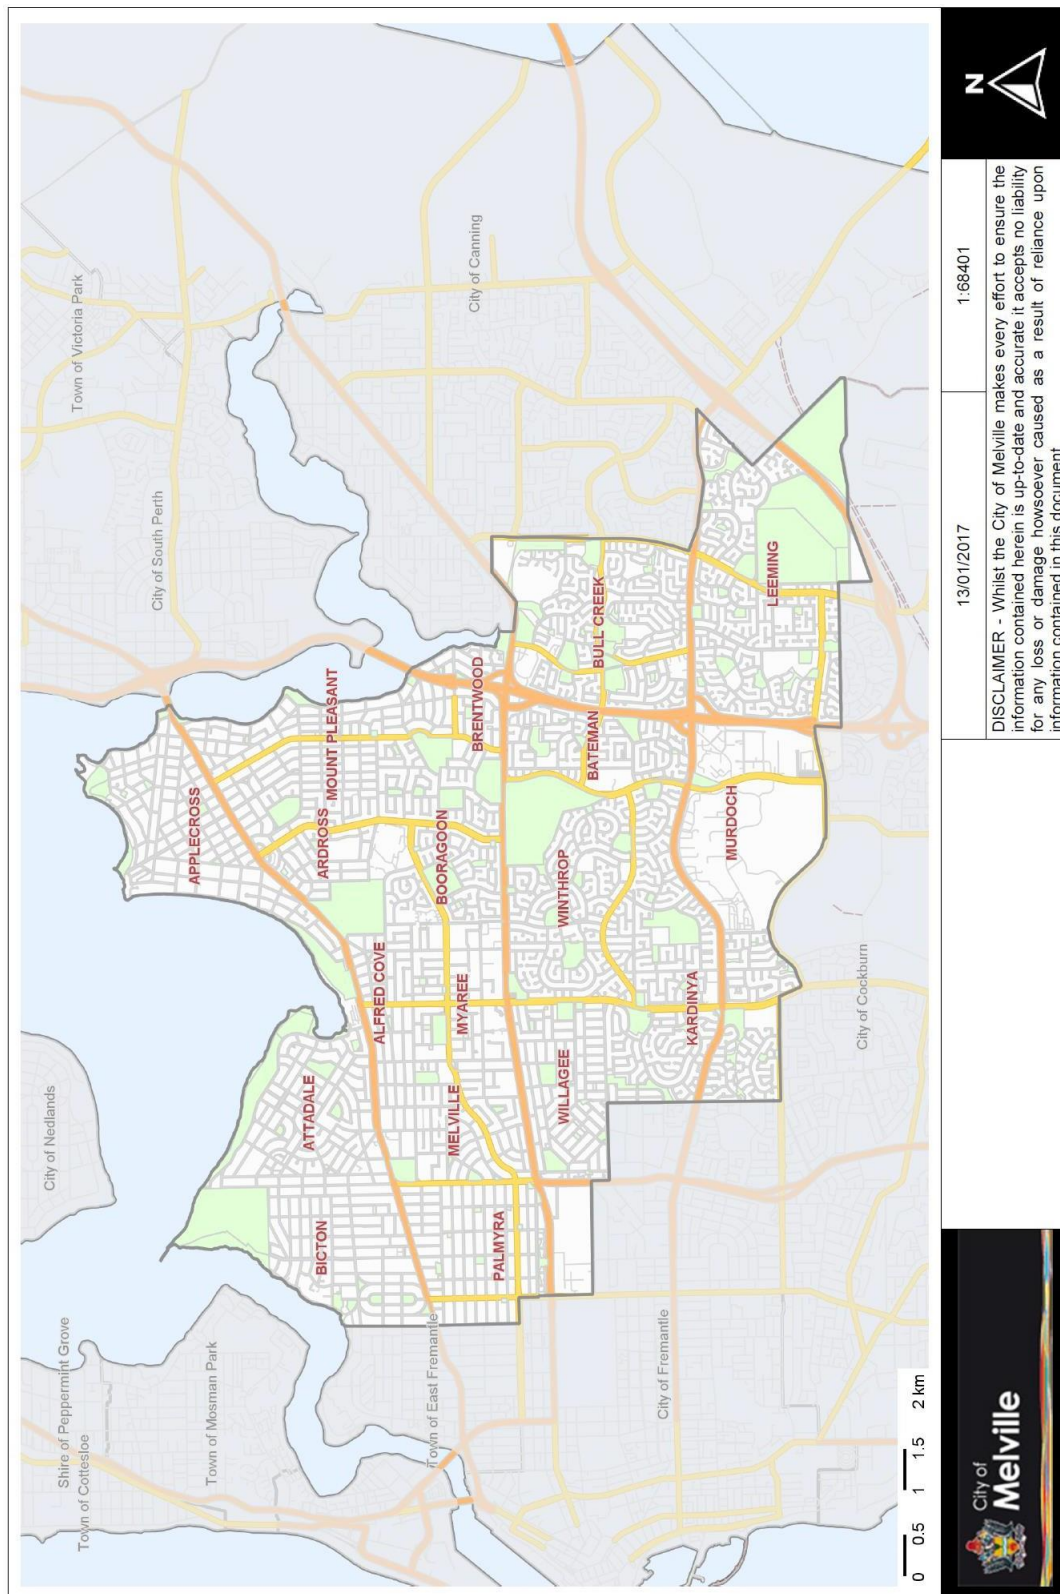 Town of Victoria Park
City of South Perth
City of Canning
City of Nedlands
Shire of Peppermint Grove
Town of Cottesloe
Town of Mosman Park
Town of East Fremantle
City of Fremantle
City of Cockburn
APPLECROSS
MOUNT PLEASANT
ARDROSS
BRENTWOOD
BOORAGOON
ALFRED COVE
MYAREE
ATTADALE
MELVILLE
BICTON
PALMYRA
BULL CREEK
BATEMAN
WINTHROP
WILLAGEE
LEEMING
MURDOCH
KARDINYA
0 0.5 1 1.5 2 km
City of
Melville
13/01/2017
1:68401
DISCLAIMER - Whilst the City of Melville makes every effort to ensure the
information contained herein is up-to-date and accurate it accepts no liability
for any loss or damage howsoever caused as a result of reliance upon
information contained in this document
N